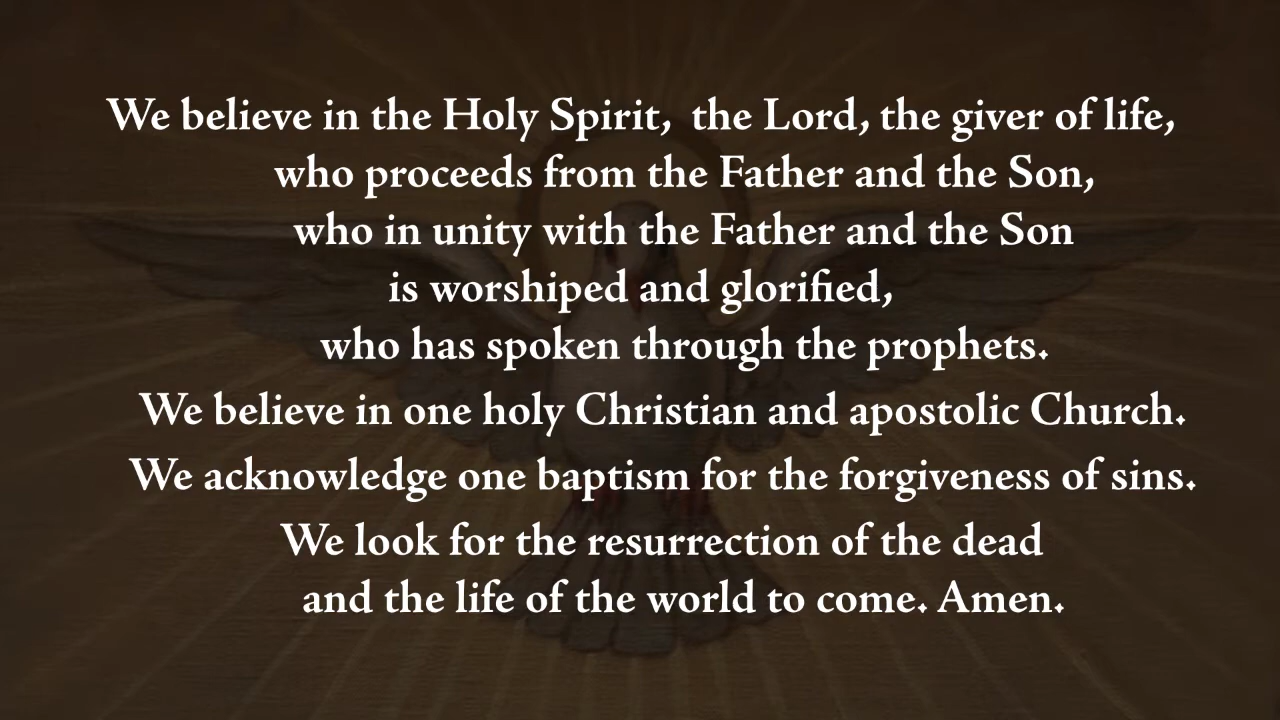 We believe in the Holy Spirit,  the Lord, the giver of life,
who proceeds from the Father and the Son,
who in unity with the Father and the Son
is worshiped and glorified,
who has spoken through the prophets.
We believe in one holy Christian and apostolic Church.
We acknowledge one baptism for the forgiveness of sins.
We look for the resurrection of the dead
and the life of the world to come. Amen.